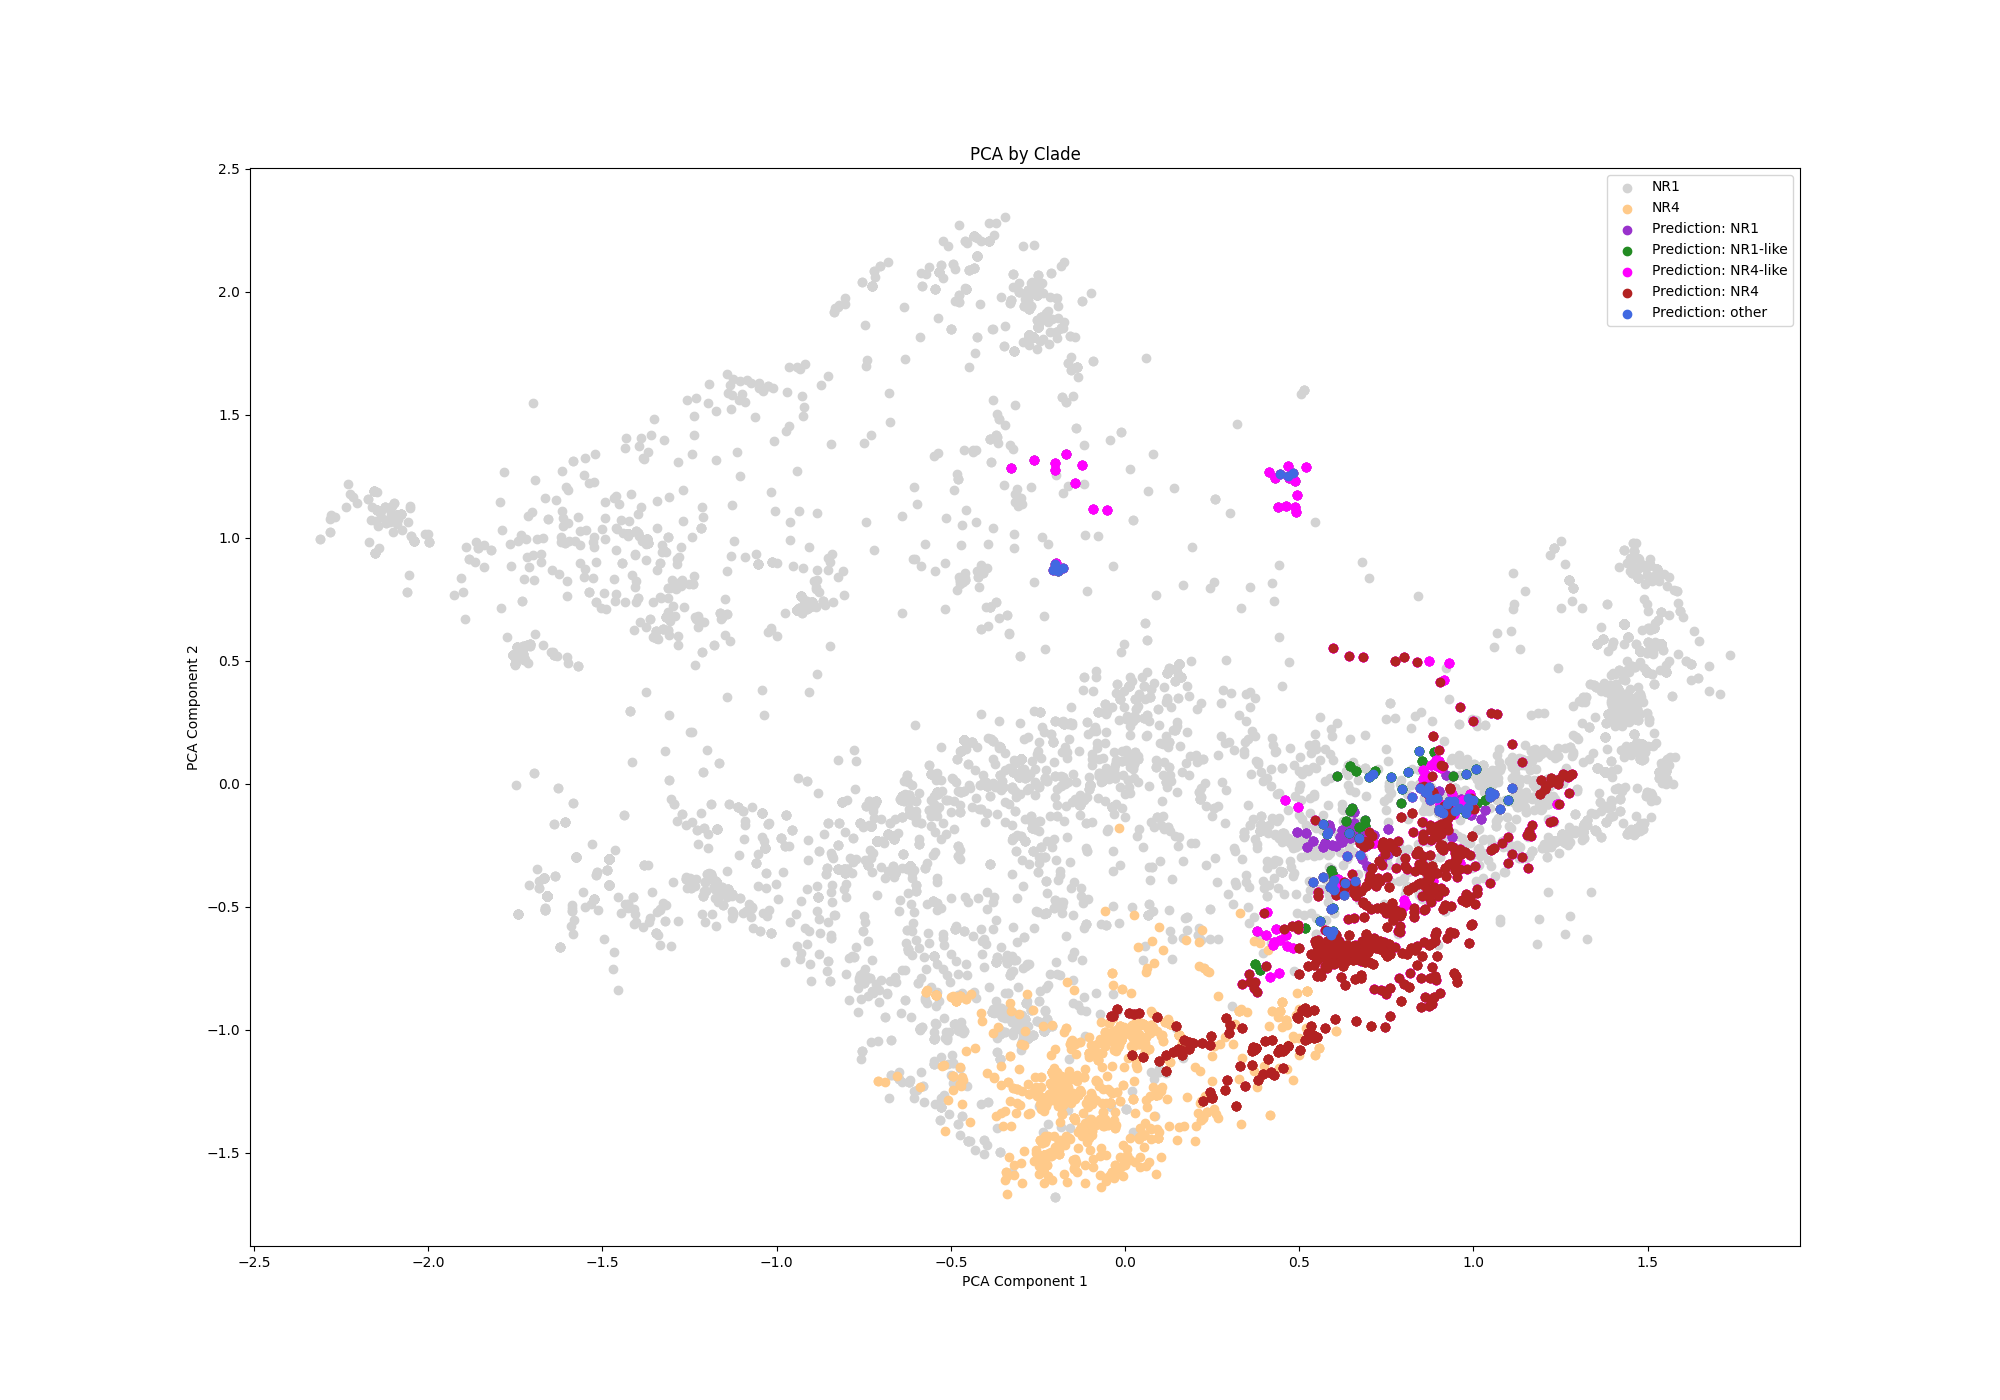 PCA by Clade
NR1
NR4
Prediction: NR1
Prediction: NR1-like
Prediction: NR4-like
Prediction: NR4
Prediction: other
2.5
2.0
1.5
1.0
0.5
0.0
−0.5
−1.0
−1.5
PCA Component 2
−2.5 −2.0 −1.5 −1.0 −0.5 0.0 0.5 1.0 1.5
PCA Component 1